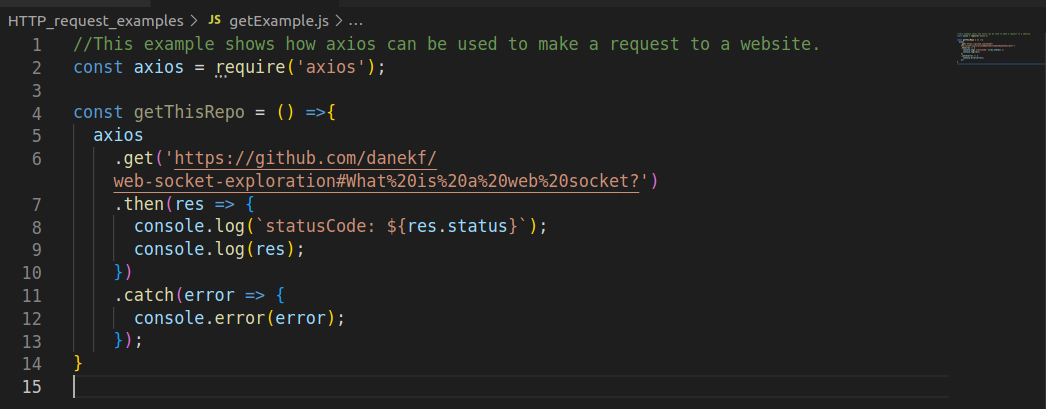 HTTP_request_examples > JS getExample.js > ...
1 //This example shows how axios can be used to make a request to a website.
2 const axios = require('axios');
3
4 const getThisRepo = () =>{
5   axios
6     .get('https://github.com/danekf/
    web-socket-exploration#What%20is%20a%20web%20socket?')
7     .then(res => {
8       console.log(`statusCode: ${res.status}`);
9       console.log(res);
10     })
11     .catch(error => {
12       console.error(error);
13     });
14 }
15